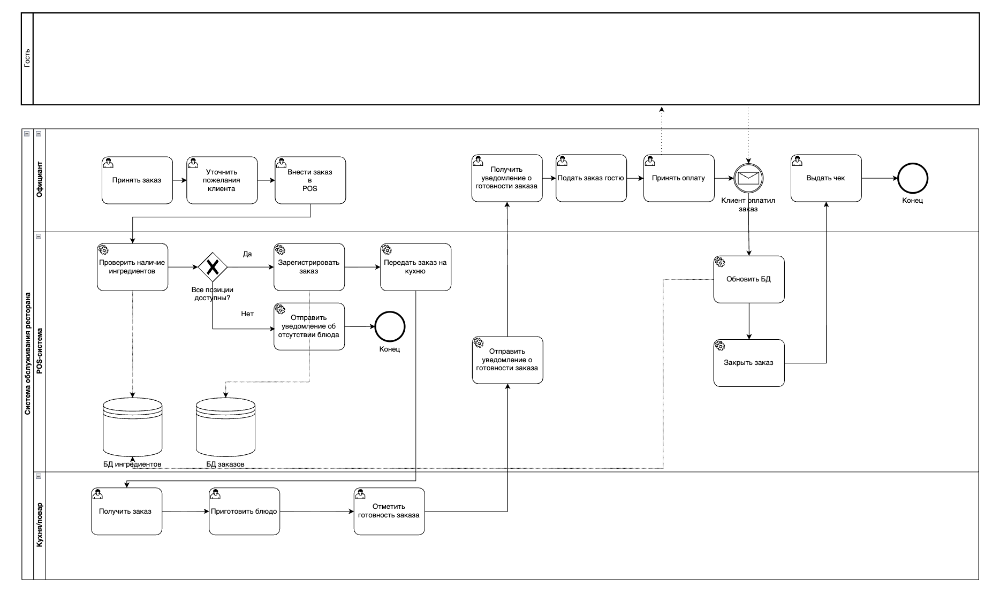 Гость
Система обслуживания ресторана
Официант
Принять заказ
Уточнить
пожелания
клиента
Внести заказ
в
POS
Получить
уведомление о
готовности заказа
Подать заказ гостю
Принять оплату
Клиент оплатил
заказ
Выдать чек
Конец
POS-система
Проверить наличие
ингредиентов
Все позиции
доступны?
Да
Нет
Зарегистрировать
заказ
Передать заказ на
кухню
Отправить
уведомление об
отсутствии блюда
Конец
БД ингредиентов
БД заказов
Отправить
уведомление о
готовности заказа
Обновить БД
Закрыть заказ
Кухня/повар
Получить заказ
Приготовить блюдо
Отметить
готовность заказа